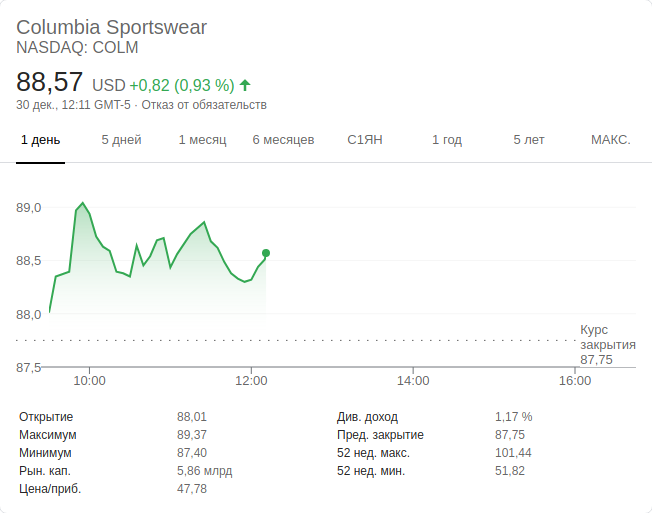 Columbia Sportswear
NASDAQ: COLM
88,57 USD +0,82 (0,93 %)
30 дек., 12:11 GMT-5 · Отказ от обязательств
1 день 5 дней 1 месяц 6 месяцев С1ЯН 1 год 5 лет МАКС.
89,0
88,5
88,0
87,5
Курс
закрытия
87,75
10:00 12:00 14:00 16:00
Открытие 88,01 Див. доход 1,17 %
Максимум 89,37 Пред. закрытие 87,75
Минимум 87,40 52 нед. макс. 101,44
Рын. кап. 5,86 млрд 52 нед. мин. 51,82
Цена/приб. 47,78